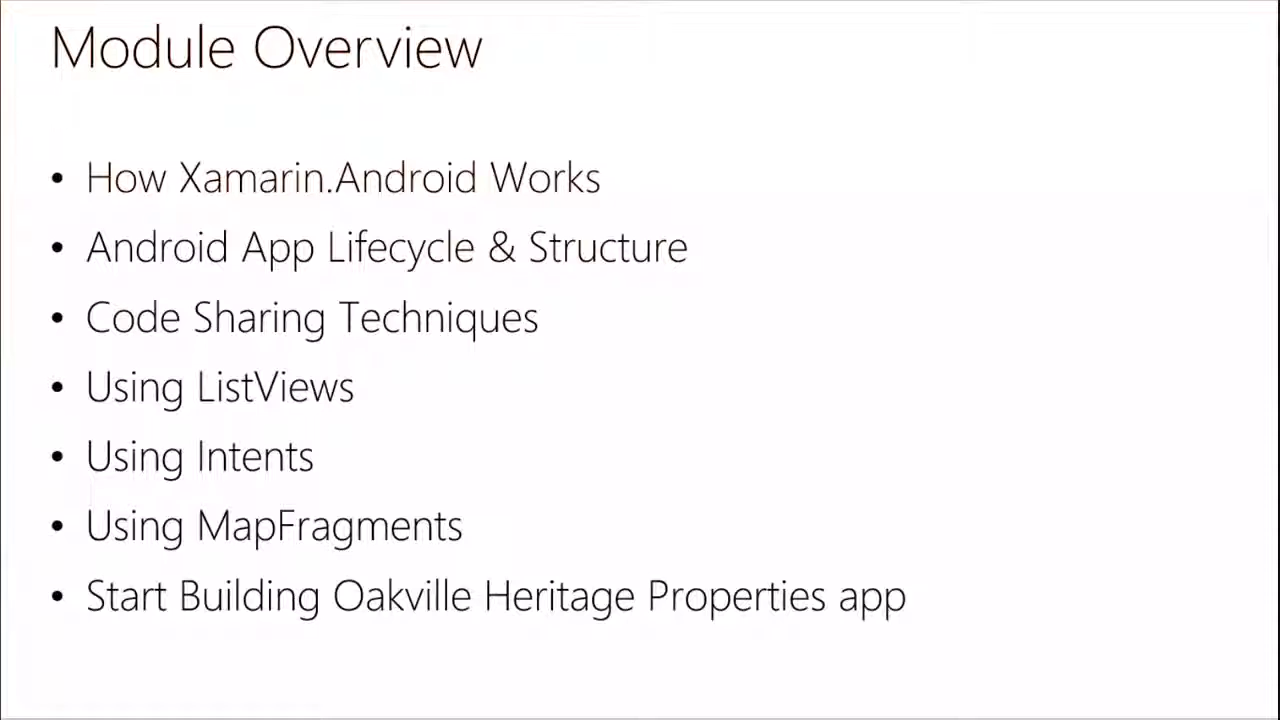 Module Overview
• How Xamarin.Android Works
• Android App Lifecycle & Structure
• Code Sharing Techniques
• Using ListViews
• Using Intents
• Using MapFragments
• Start Building Oakville Heritage Properties app